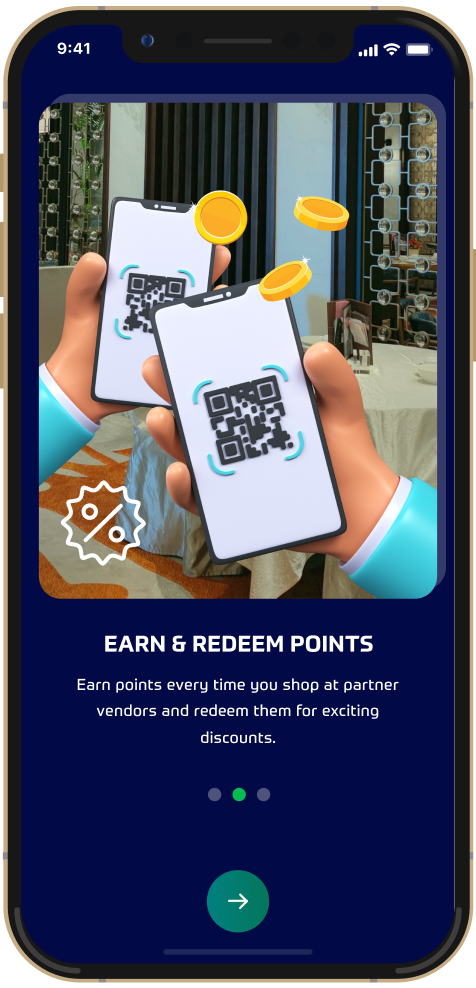 9:41
%
EARN & REDEEM POINTS
Earn points every time you shop at partner
vendors and redeem them for exciting
discounts.